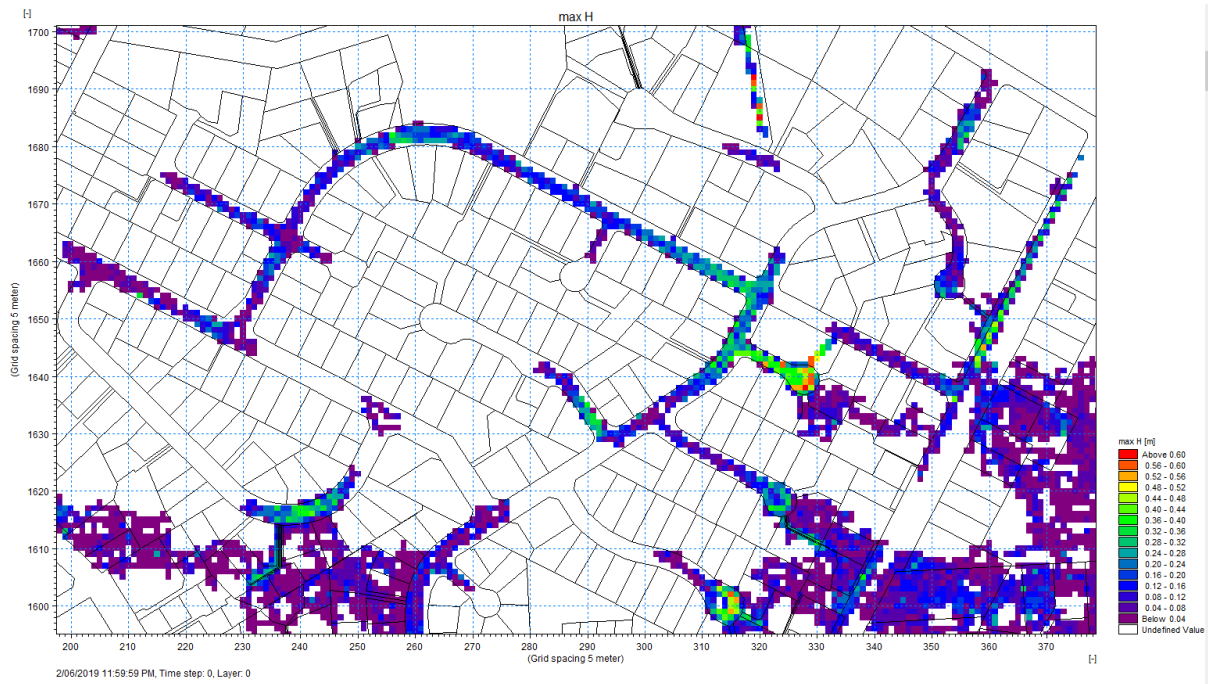 [-]
max H
1700
1690
1680
1670
1660
1650
1640
1630
1620
1610
1600
(Grid spacing 5 meter)
200 210 220 230 240 250 260 270 280 290 300 310 320 330 340 350 360 370
(Grid spacing 5 meter) [-]
2/06/2019 11:59:59 PM, Time step: 0, Layer: 0
max H [m]
Above 0.60
0.56 - 0.60
0.52 - 0.56
0.48 - 0.52
0.44 - 0.48
0.40 - 0.44
0.36 - 0.40
0.32 - 0.36
0.28 - 0.32
0.24 - 0.28
0.20 - 0.24
0.16 - 0.20
0.12 - 0.16
0.08 - 0.12
0.04 - 0.08
Below 0.04
Undefined Value